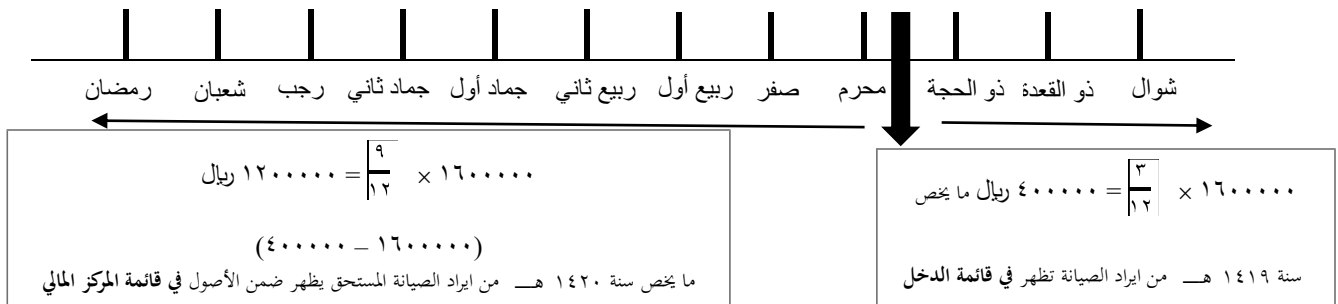 شوال ذو القعدة ذو الحجة محرم صفر ربيع أول ربيع ثاني جماد أول جماد ثاني رجب شعبان رمضان
١٦٠٠٠٠٠ × ٣/١٢ = ٤٠٠٠٠٠ ريال ما يخص
سنة ١٤١٩ هـ من ايراد الصيانة تظهر في قائمة الدخل
١٦٠٠٠٠٠ × ٩/١٢ = ١٢٠٠٠٠٠ ريال
(١٦٠٠٠٠٠ – ٤٠٠٠٠٠)
ما يخص سنة ١٤٢٠ هـ من ايراد الصيانة المستحق يظهر ضمن الأصول في قائمة المركز المالي